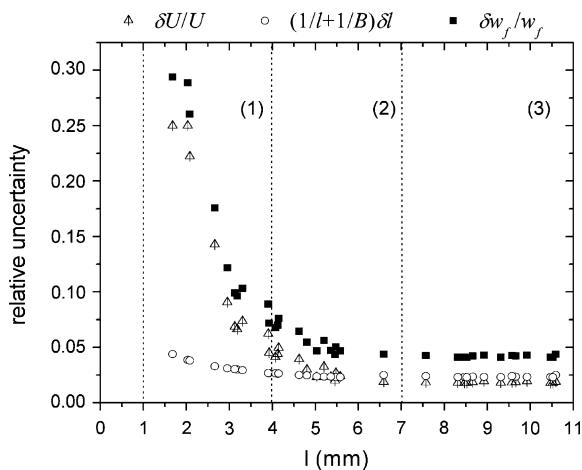 δU/U (1/l+1/B)δl δw_f/w_f
0.30
0.25
0.20
0.15
0.10
0.05
0.00
relative uncertainty
(1) (2) (3)
0 1 2 3 4 5 6 7 8 9 10 11
l (mm)